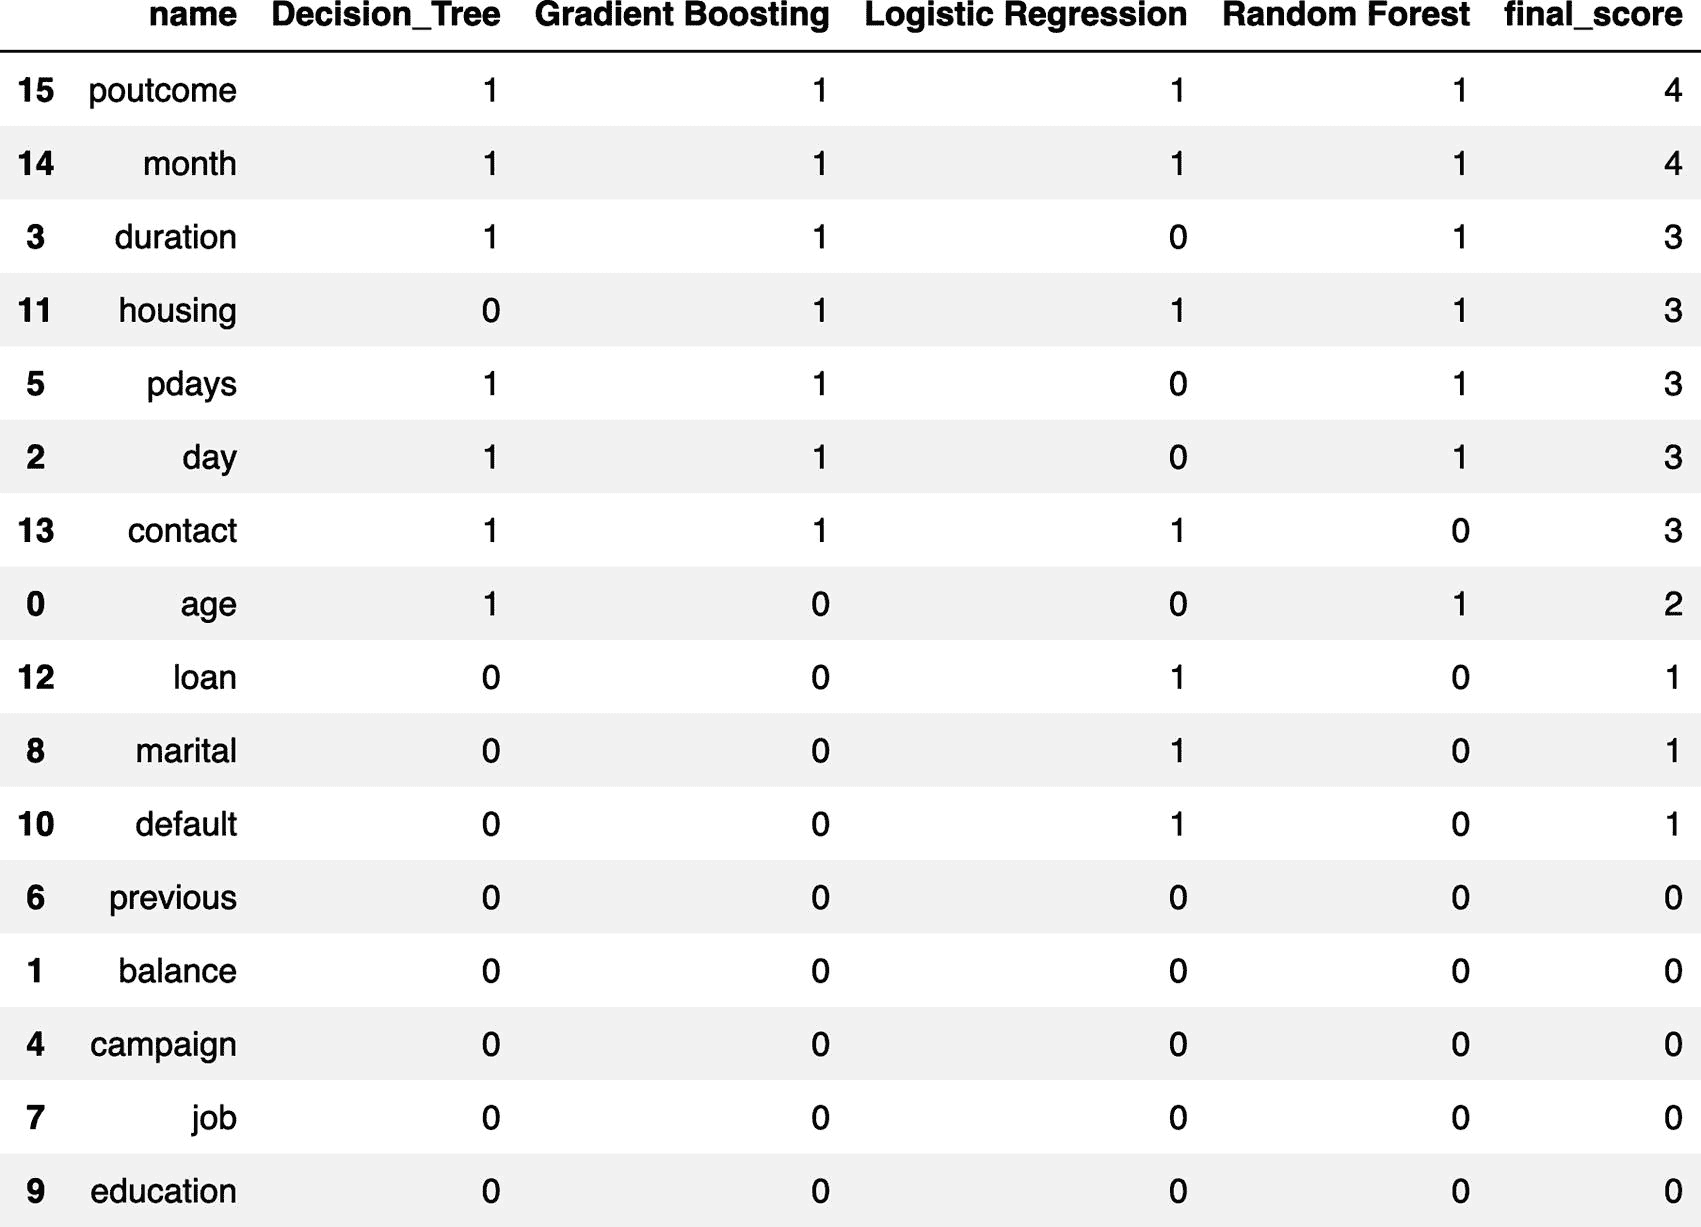 name Decision_Tree Gradient Boosting Logistic Regression Random Forest final_score
15 poutcome 1 1 1 1 4
14 month 1 1 1 1 4
3 duration 1 1 0 1 3
11 housing 0 1 1 1 3
5 pdays 1 1 0 1 3
2 day 1 1 0 1 3
13 contact 1 1 1 0 3
0 age 1 0 0 1 2
12 loan 0 0 1 0 1
8 marital 0 0 1 0 1
10 default 0 0 1 0 1
6 previous 0 0 0 0 0
1 balance 0 0 0 0 0
4 campaign 0 0 0 0 0
7 job 0 0 0 0 0
9 education 0 0 0 0 0